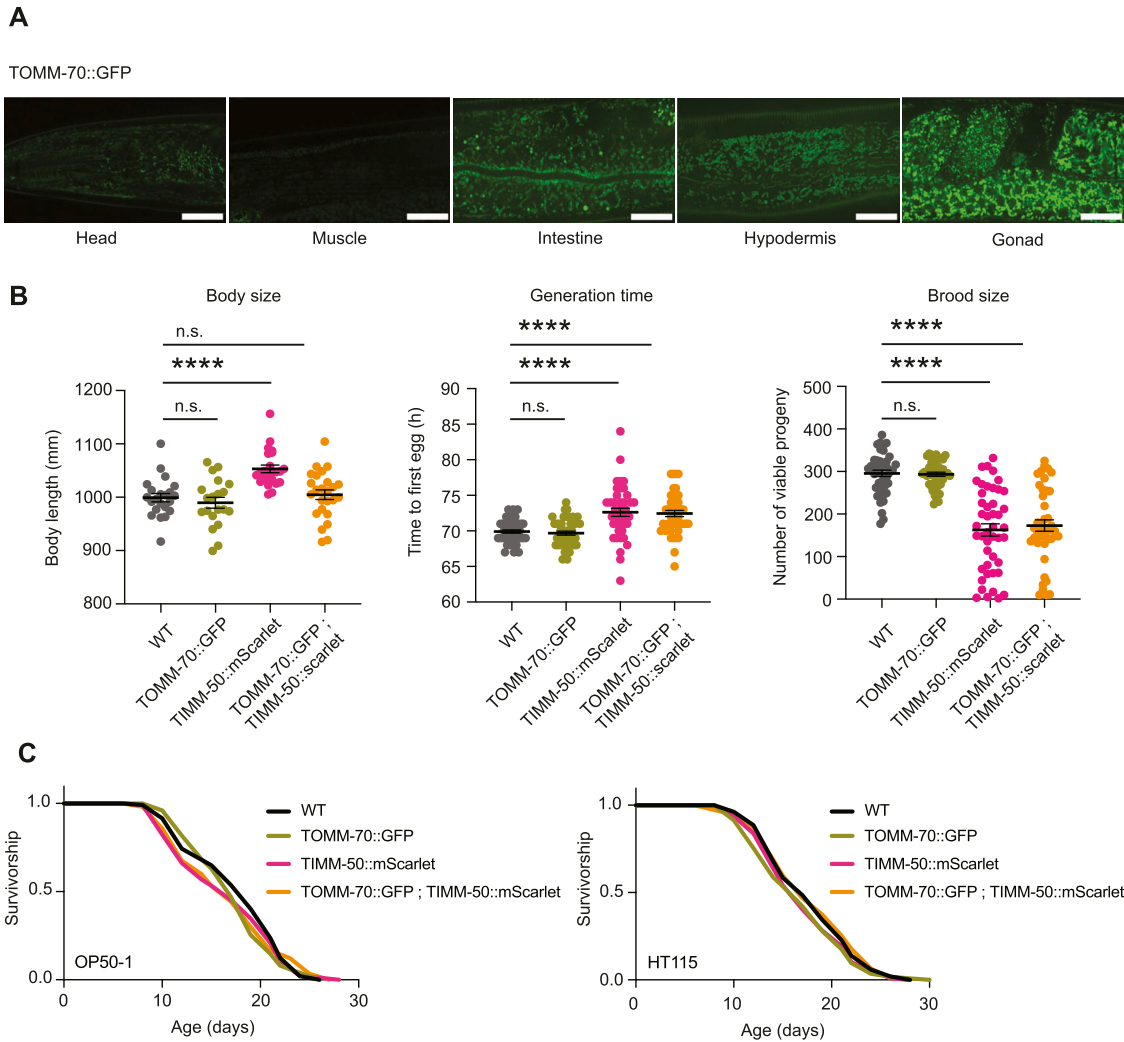 A
TOMM-70::GFP
Head
Muscle
Intestine
Hypodermis
Gonad
B
Body size
n.s.
****
n.s.
Body length (mm)
1200
1100
1000
900
800
WT
TOMM-70::GFP
TIMM-50::mScarlet
TOMM-70::GFP ;
TIMM-50::scarlet
Generation time
****
****
n.s.
Time to first egg (h)
90
85
80
75
70
65
60
WT
TOMM-70::GFP
TIMM-50::mScarlet
TOMM-70::GFP ;
TIMM-50::scarlet
Brood size
****
****
n.s.
Number of viable progeny
500
400
300
200
100
0
WT
TOMM-70::GFP
TIMM-50::mScarlet
TOMM-70::GFP ;
TIMM-50::scarlet
C
Survivorship
1.0
0.5
0.0
OP50-1
WT
TOMM-70::GFP
TIMM-50::mScarlet
TOMM-70::GFP ; TIMM-50::mScarlet
0
10
20
30
Age (days)
Survivorship
1.0
0.5
0.0
HT115
WT
TOMM-70::GFP
TIMM-50::mScarlet
TOMM-70::GFP ; TIMM-50::mScarlet
0
10
20
30
Age (days)